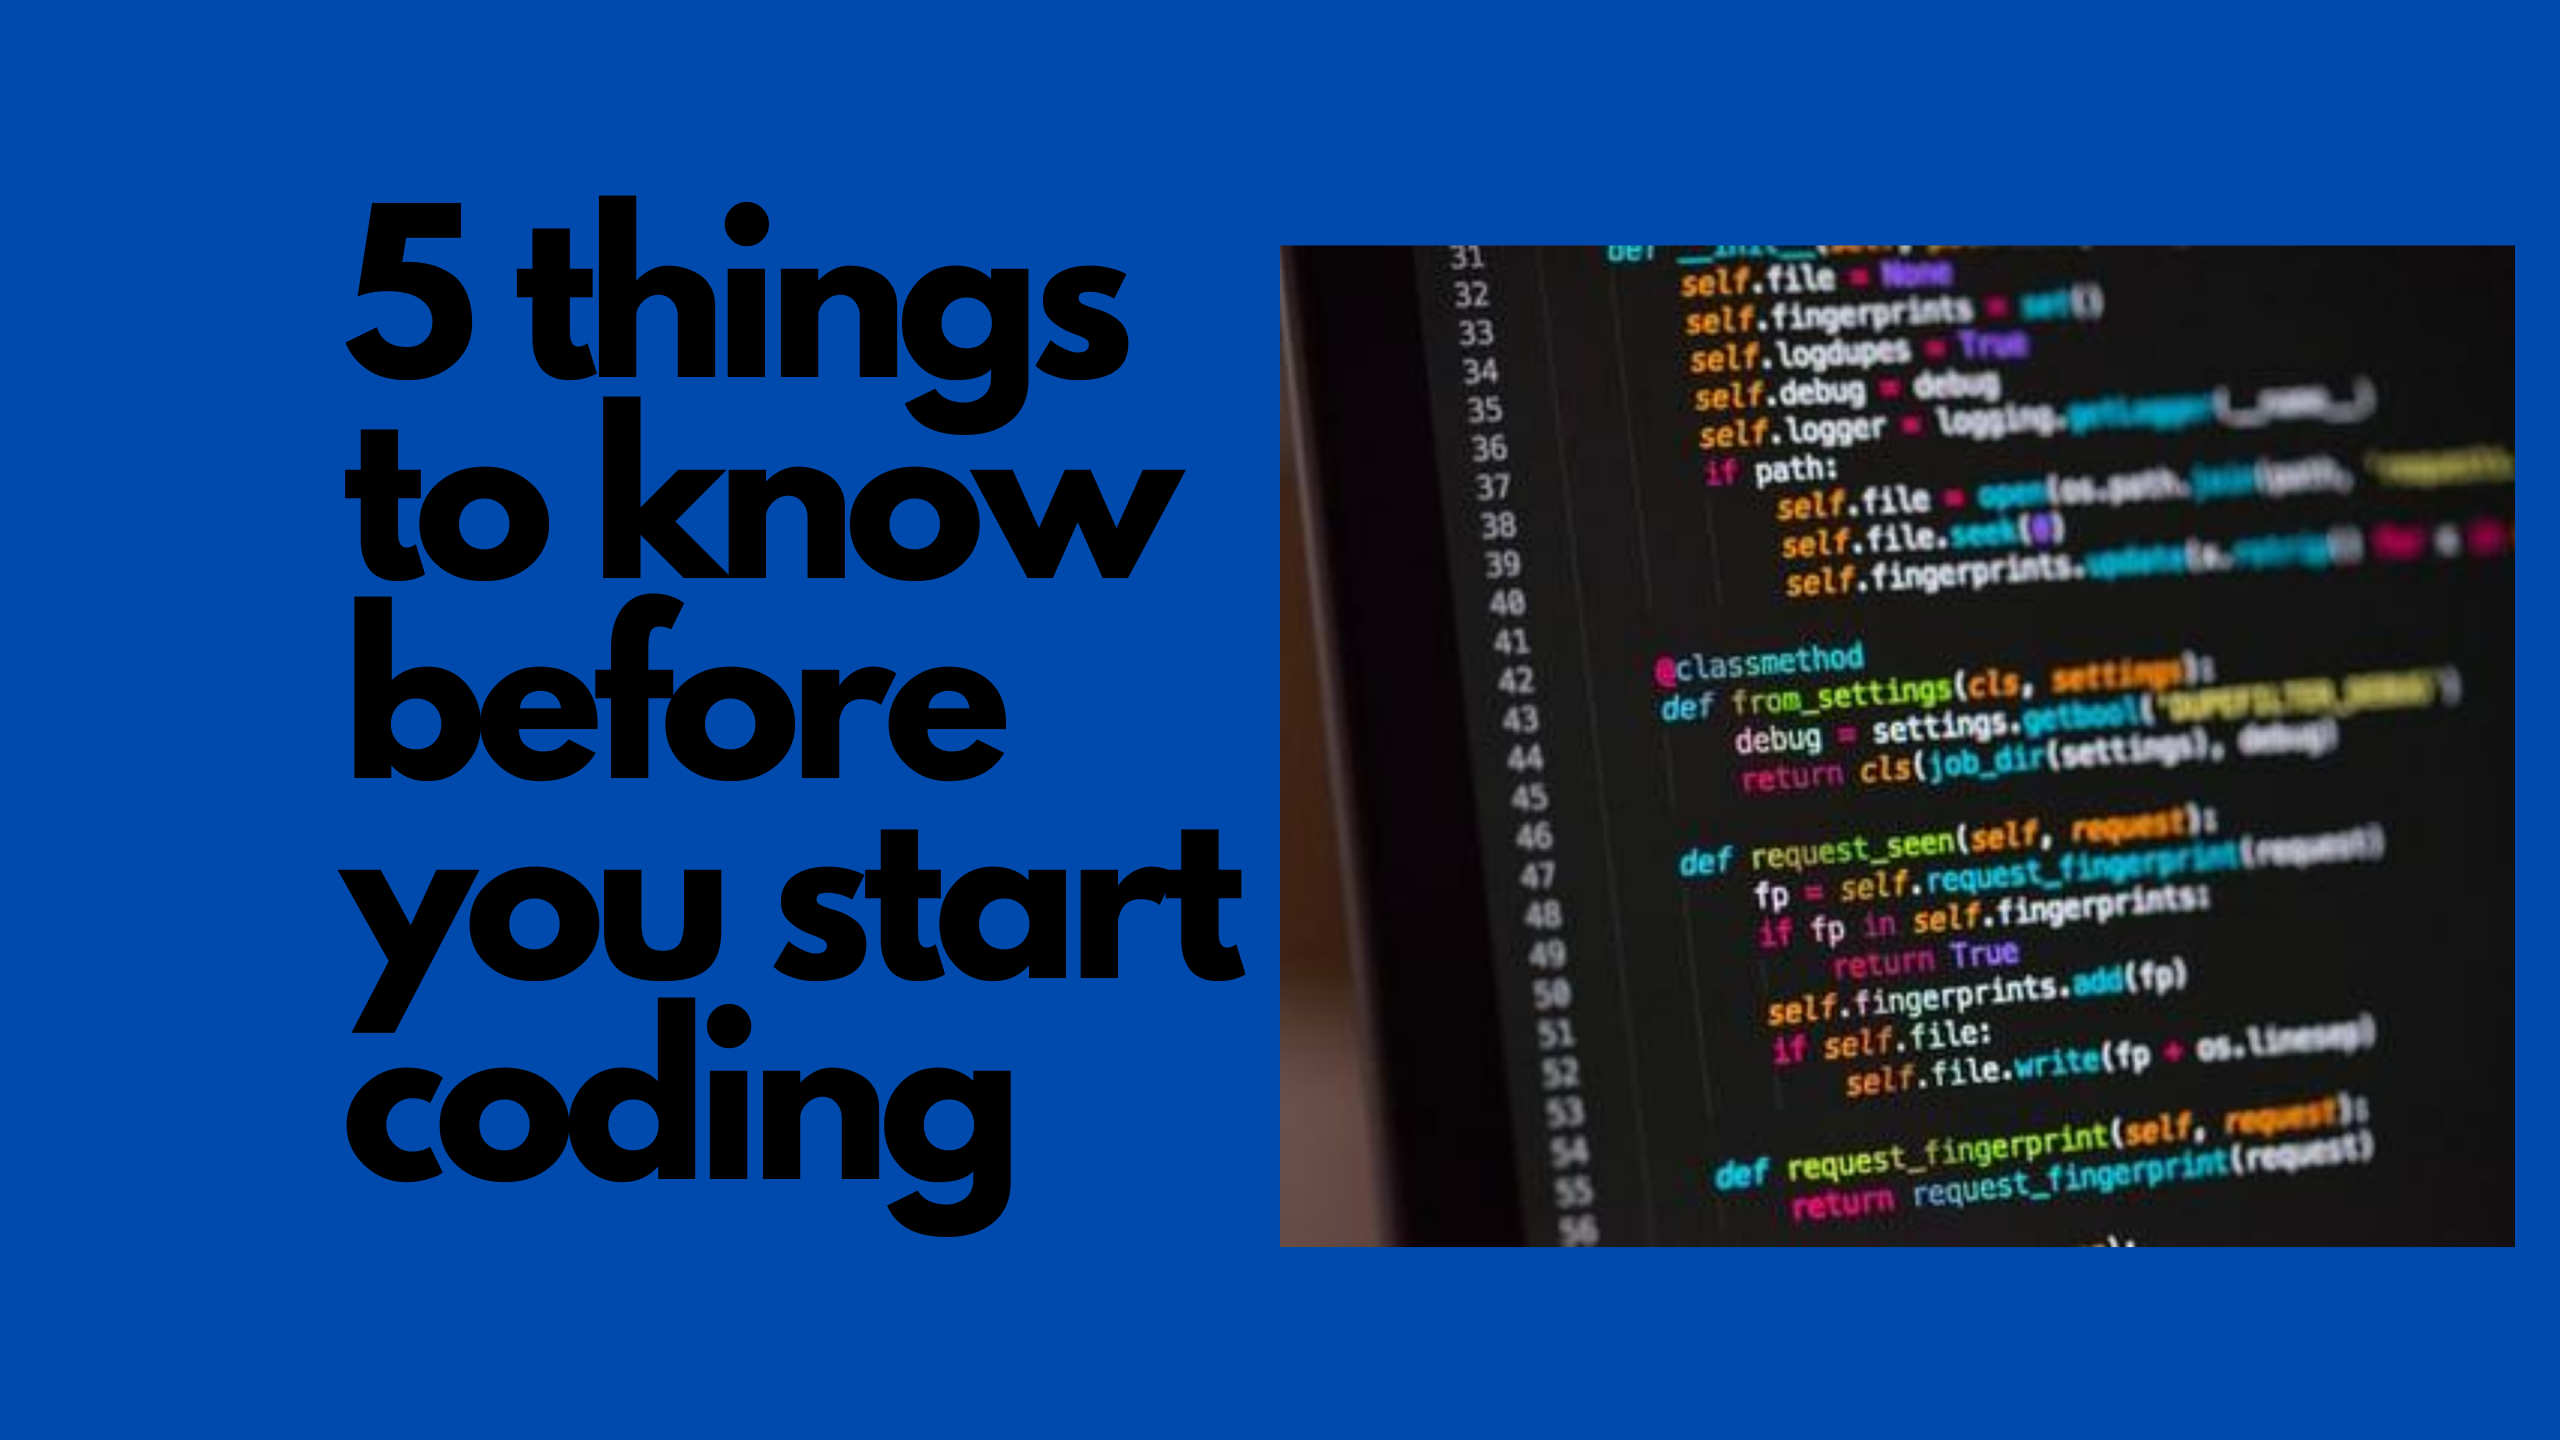 5 things
to know
before
you start
coding
31 def __init__(self,
32 self.file = None
33 self.fingerprints = set()
34 self.logdupes = True
35 self.debug = debug
36 self.logger = logging.getLogger(__name__)
37 if path:
38 self.file = open(os.path.join(path,
39 self.file.seek(0)
40 self.fingerprints.update(x.rstrip() for x in
41
42 @classmethod
43 def from_settings(cls, settings):
44 debug = settings.getbool('DUPEFILTER_DEBUG')
45 return cls(job_dir(settings), debug)
46
47 def request_seen(self, request):
48 fp = self.request_fingerprint(request)
49 if fp in self.fingerprints:
50 return True
51 self.fingerprints.add(fp)
52 if self.file:
53 self.file.write(fp + os.linesep)
54
55 def request_fingerprint(self, request):
56 return request_fingerprint(request)